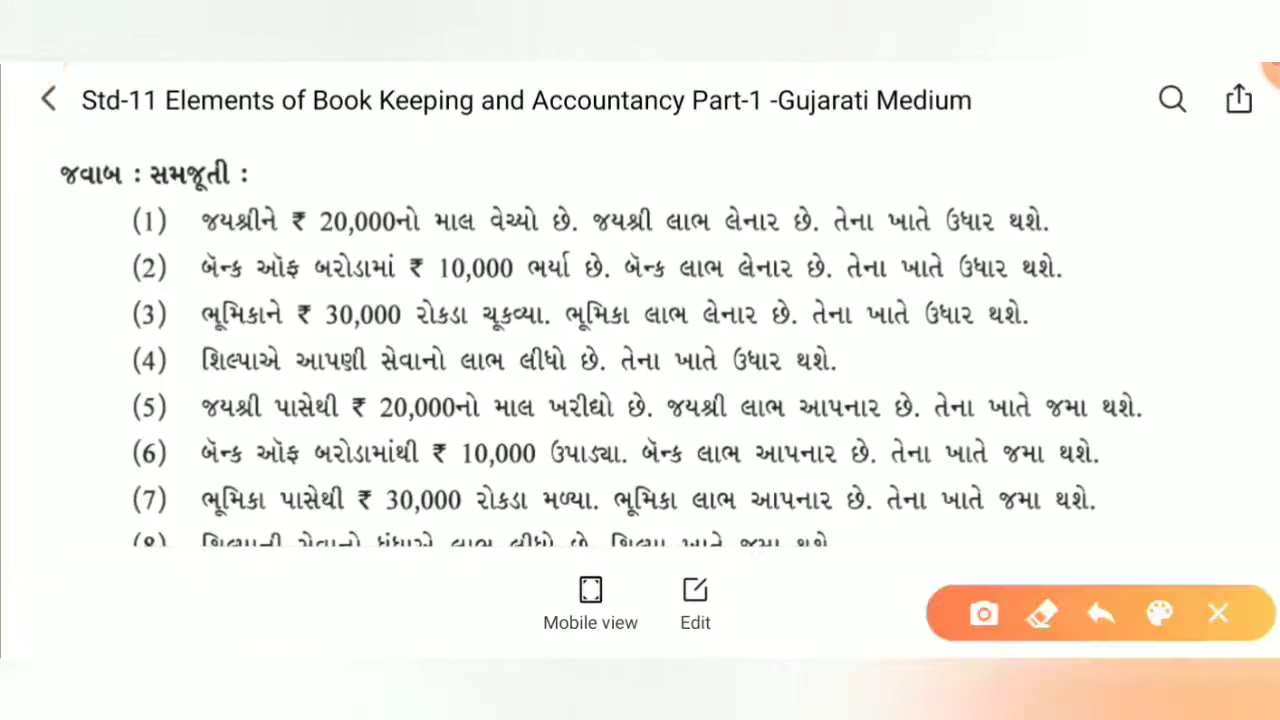 Std-11 Elements of Book Keeping and Accountancy Part-1 -Gujarati Medium
જવાબ : સમજૂતી :
(1) જયશ્રીને ₹ 20,000નો માલ વેચ્યો છે. જયશ્રી લાભ લેનાર છે. તેના ખાતે ઉધાર થશે.
(2) બૅન્ક ઑફ બરોડામાં ₹ 10,000 ભર્યા છે. બૅન્ક લાભ લેનાર છે. તેના ખાતે ઉધાર થશે.
(3) ભૂમિકાને ₹ 30,000 રોકડા ચૂકવ્યા. ભૂમિકા લાભ લેનાર છે. તેના ખાતે ઉધાર થશે.
(4) શિલ્પાએ આપણી સેવાનો લાભ લીધો છે. તેના ખાતે ઉધાર થશે.
(5) જયશ્રી પાસેથી ₹ 20,000નો માલ ખરીદ્યો છે. જયશ્રી લાભ આપનાર છે. તેના ખાતે જમા થશે.
(6) બૅન્ક ઑફ બરોડામાંથી ₹ 10,000 ઉપાડ્યા. બૅન્ક લાભ આપનાર છે. તેના ખાતે જમા થશે.
(7) ભૂમિકા પાસેથી ₹ 30,000 રોકડા મળ્યા. ભૂમિકા લાભ આપનાર છે. તેના ખાતે જમા થશે.
(8) શિલ્પાની સેવાનો ધંધાએ લાભ લીધો છે. શિલ્પા ખાતે જમા થશે
Mobile view
Edit